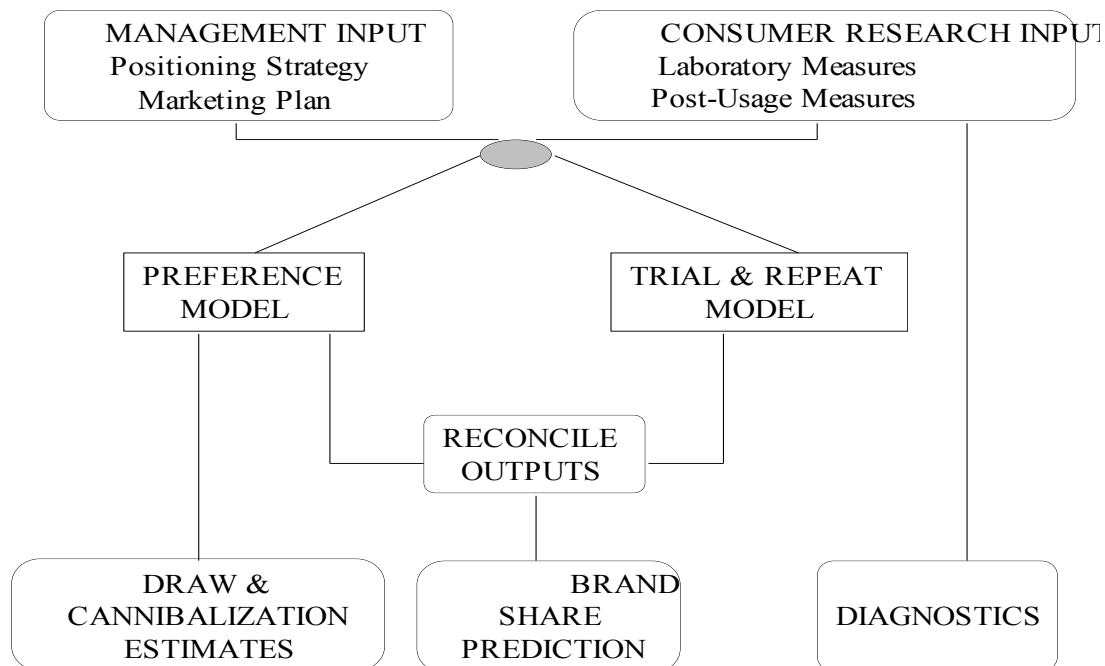 MANAGEMENT INPUT
Positioning Strategy
Marketing Plan
CONSUMER RESEARCH INPUT
Laboratory Measures
Post-Usage Measures
PREFERENCE
MODEL
TRIAL & REPEAT
MODEL
RECONCILE
OUTPUTS
DRAW &
CANNIBALIZATION
ESTIMATES
BRAND
SHARE
PREDICTION
DIAGNOSTICS